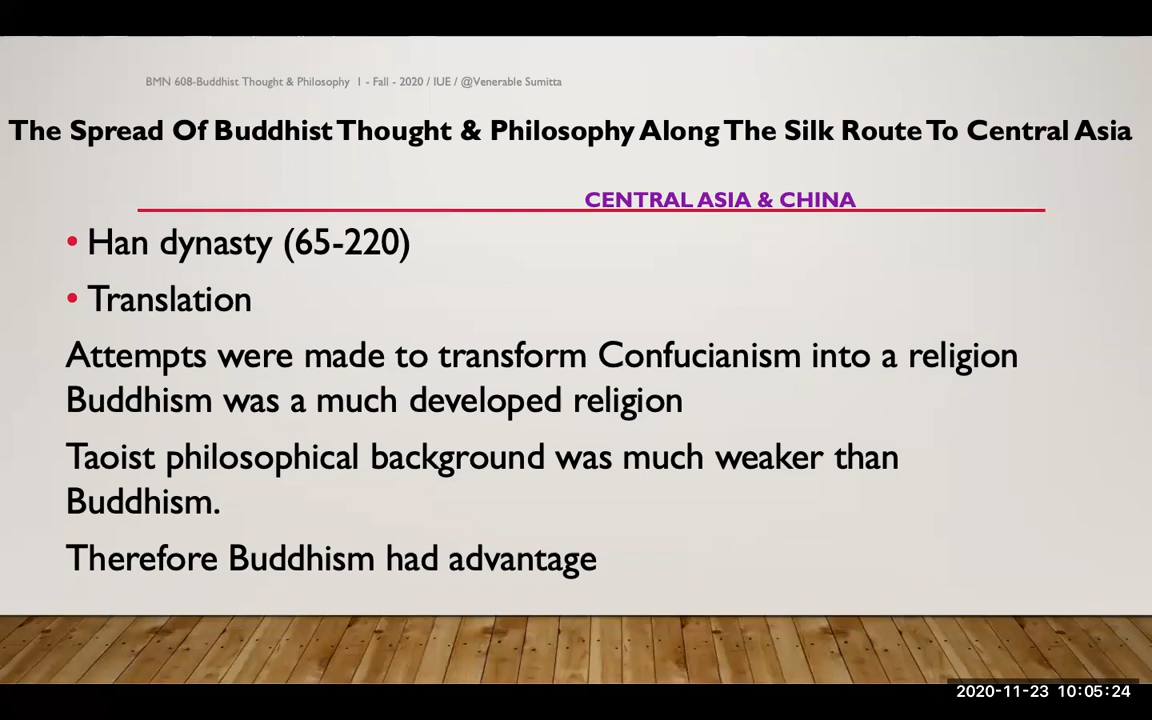 BMN 608-Buddhist Thought & Philosophy 1 - Fall - 2020 / IUE / @Venerable Sumitta
The Spread Of Buddhist Thought & Philosophy Along The Silk Route To Central Asia
CENTRAL ASIA & CHINA
• Han dynasty (65-220)
• Translation
Attempts were made to transform Confucianism into a religion
Buddhism was a much developed religion
Taoist philosophical background was much weaker than
Buddhism.
Therefore Buddhism had advantage
2020-11-23 10:05:24